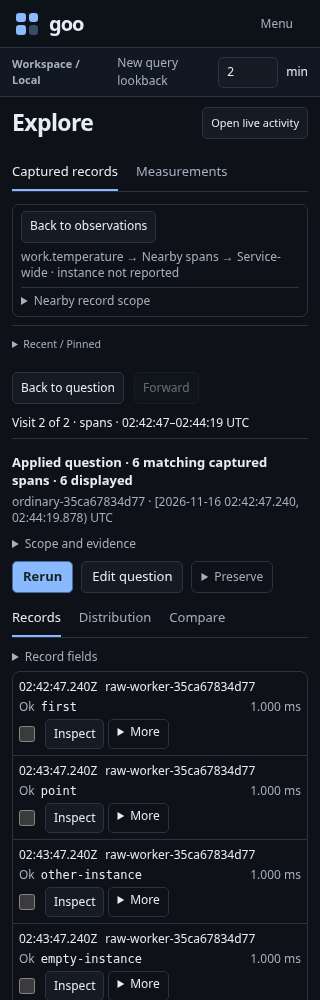 goo
Menu
Workspace /
Local
New query
lookback
2
min
Explore
Open live activity
Captured records
Measurements
Back to observations
work.temperature → Nearby spans → Service-
wide · instance not reported
▶ Nearby record scope
▶ Recent / Pinned
Back to question
Forward
Visit 2 of 2 · spans · 02:42:47–02:44:19 UTC
Applied question · 6 matching captured
spans · 6 displayed
ordinary-35ca67834d77 · [2026-11-16 02:42:47.240,
02:44:19.878) UTC
▶ Scope and evidence
Rerun
Edit question
▶ Preserve
Records
Distribution
Compare
▶ Record fields
02:42:47.240Z raw-worker-35ca67834d77
Ok first 1.000 ms
Inspect
▶ More
02:43:47.240Z raw-worker-35ca67834d77
Ok point 1.000 ms
Inspect
▶ More
02:43:47.240Z raw-worker-35ca67834d77
Ok other-instance 1.000 ms
Inspect
▶ More
02:43:47.240Z raw-worker-35ca67834d77
Ok empty-instance 1.000 ms
Inspect
▶ More